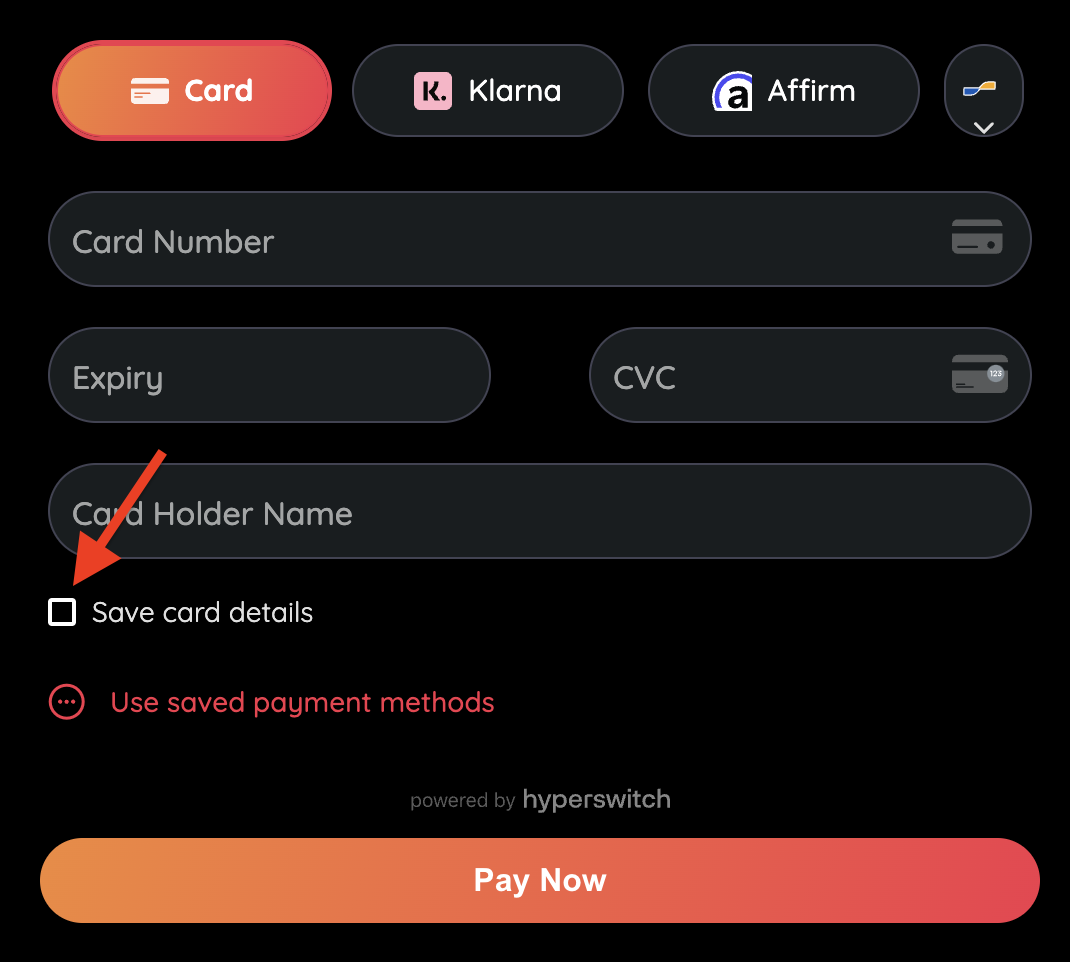 Card
K. Klarna
a Affirm
Card Number
Expiry
CVC
123
Card Holder Name
Save card details
Use saved payment methods
powered by hyperswitch
Pay Now